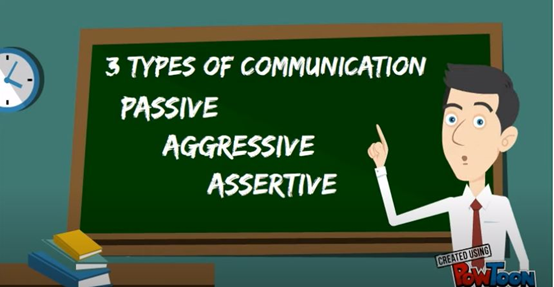 3 TYPES OF COMMUNICATION
PASSIVE
AGGRESSIVE
ASSERTIVE
CREATED USING
POWTOON